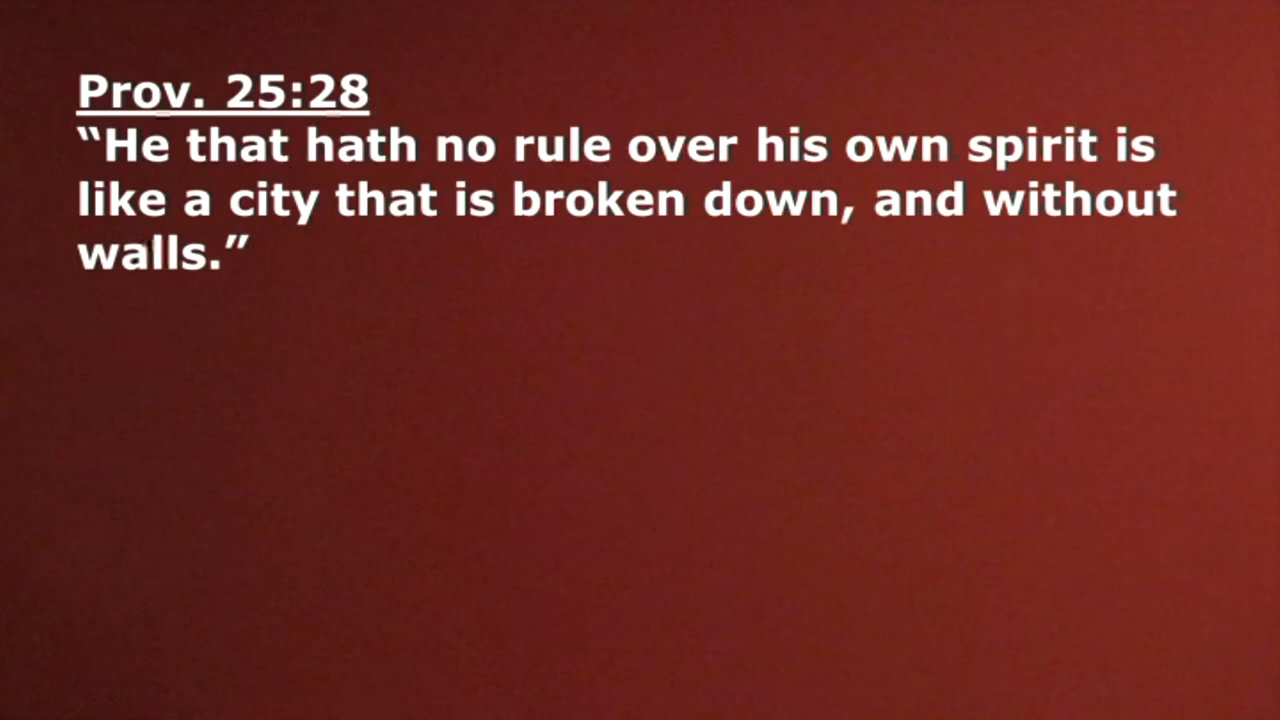 Prov. 25:28
“He that hath no rule over his own spirit is
like a city that is broken down, and without
walls.”